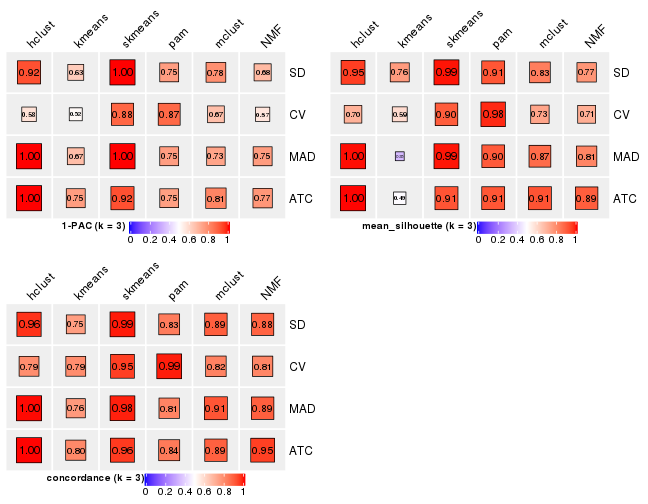 hclust kmeans skmeans pam mclust NMF
0.92 0.63 1.00 0.75 0.78 0.68 SD
0.58 0.88 0.87 0.67 0.57 CV
1.00 0.67 1.00 0.75 0.73 0.75 MAD
1.00 0.75 0.92 0.75 0.81 0.77 ATC
1-PAC (k = 3)
0 0.2 0.4 0.6 0.8 1
hclust kmeans skmeans pam mclust NMF
0.95 0.76 0.99 0.91 0.83 0.77 SD
0.70 0.59 0.90 0.98 0.73 0.71 CV
1.00 0.99 0.90 0.87 0.81 MAD
1.00 0.49 0.91 0.91 0.91 0.89 ATC
mean_silhouette (k = 3)
0 0.2 0.4 0.6 0.8 1
hclust kmeans skmeans pam mclust NMF
0.96 0.75 0.99 0.83 0.89 0.88 SD
0.79 0.79 0.95 0.99 0.82 0.81 CV
1.00 0.76 0.98 0.81 0.91 0.89 MAD
1.00 0.80 0.96 0.84 0.89 0.95 ATC
concordance (k = 3)
0 0.2 0.4 0.6 0.8 1